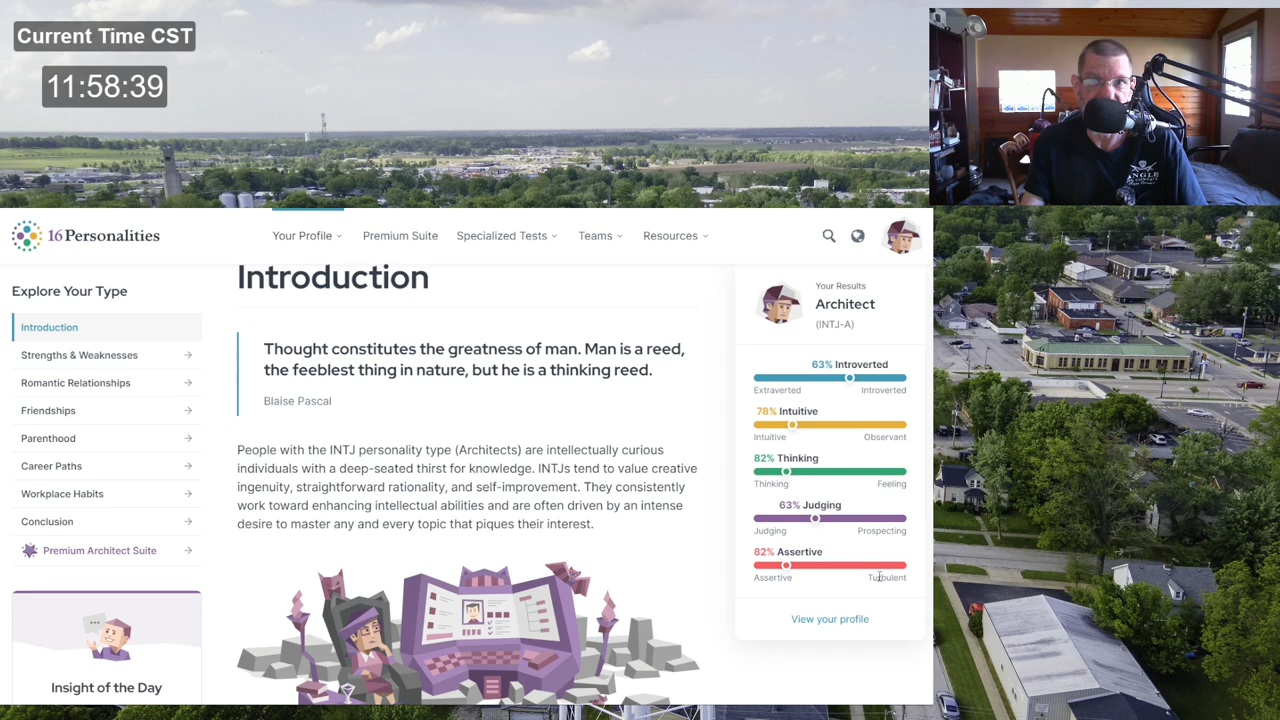 Current Time CST
11:58:39
16Personalities
Your Profile
Premium Suite
Specialized Tests
Teams
Resources
Explore Your Type
Introduction
Strengths & Weaknesses
Romantic Relationships
Friendships
Parenthood
Career Paths
Workplace Habits
Conclusion
Premium Architect Suite
Insight of the Day
Introduction
Thought constitutes the greatness of man. Man is a reed,
the feeblest thing in nature, but he is a thinking reed.
Blaise Pascal
People with the INTJ personality type (Architects) are intellectually curious
individuals with a deep-seated thirst for knowledge. INTJs tend to value creative
ingenuity, straightforward rationality, and self-improvement. They consistently
work toward enhancing intellectual abilities and are often driven by an intense
desire to master any and every topic that piques their interest.
Your Results
Architect
(INTJ-A)
63% Introverted
Extraverted Introverted
78% Intuitive
Intuitive Observant
82% Thinking
Thinking Feeling
63% Judging
Judging Prospecting
82% Assertive
Assertive Turbulent
View your profile